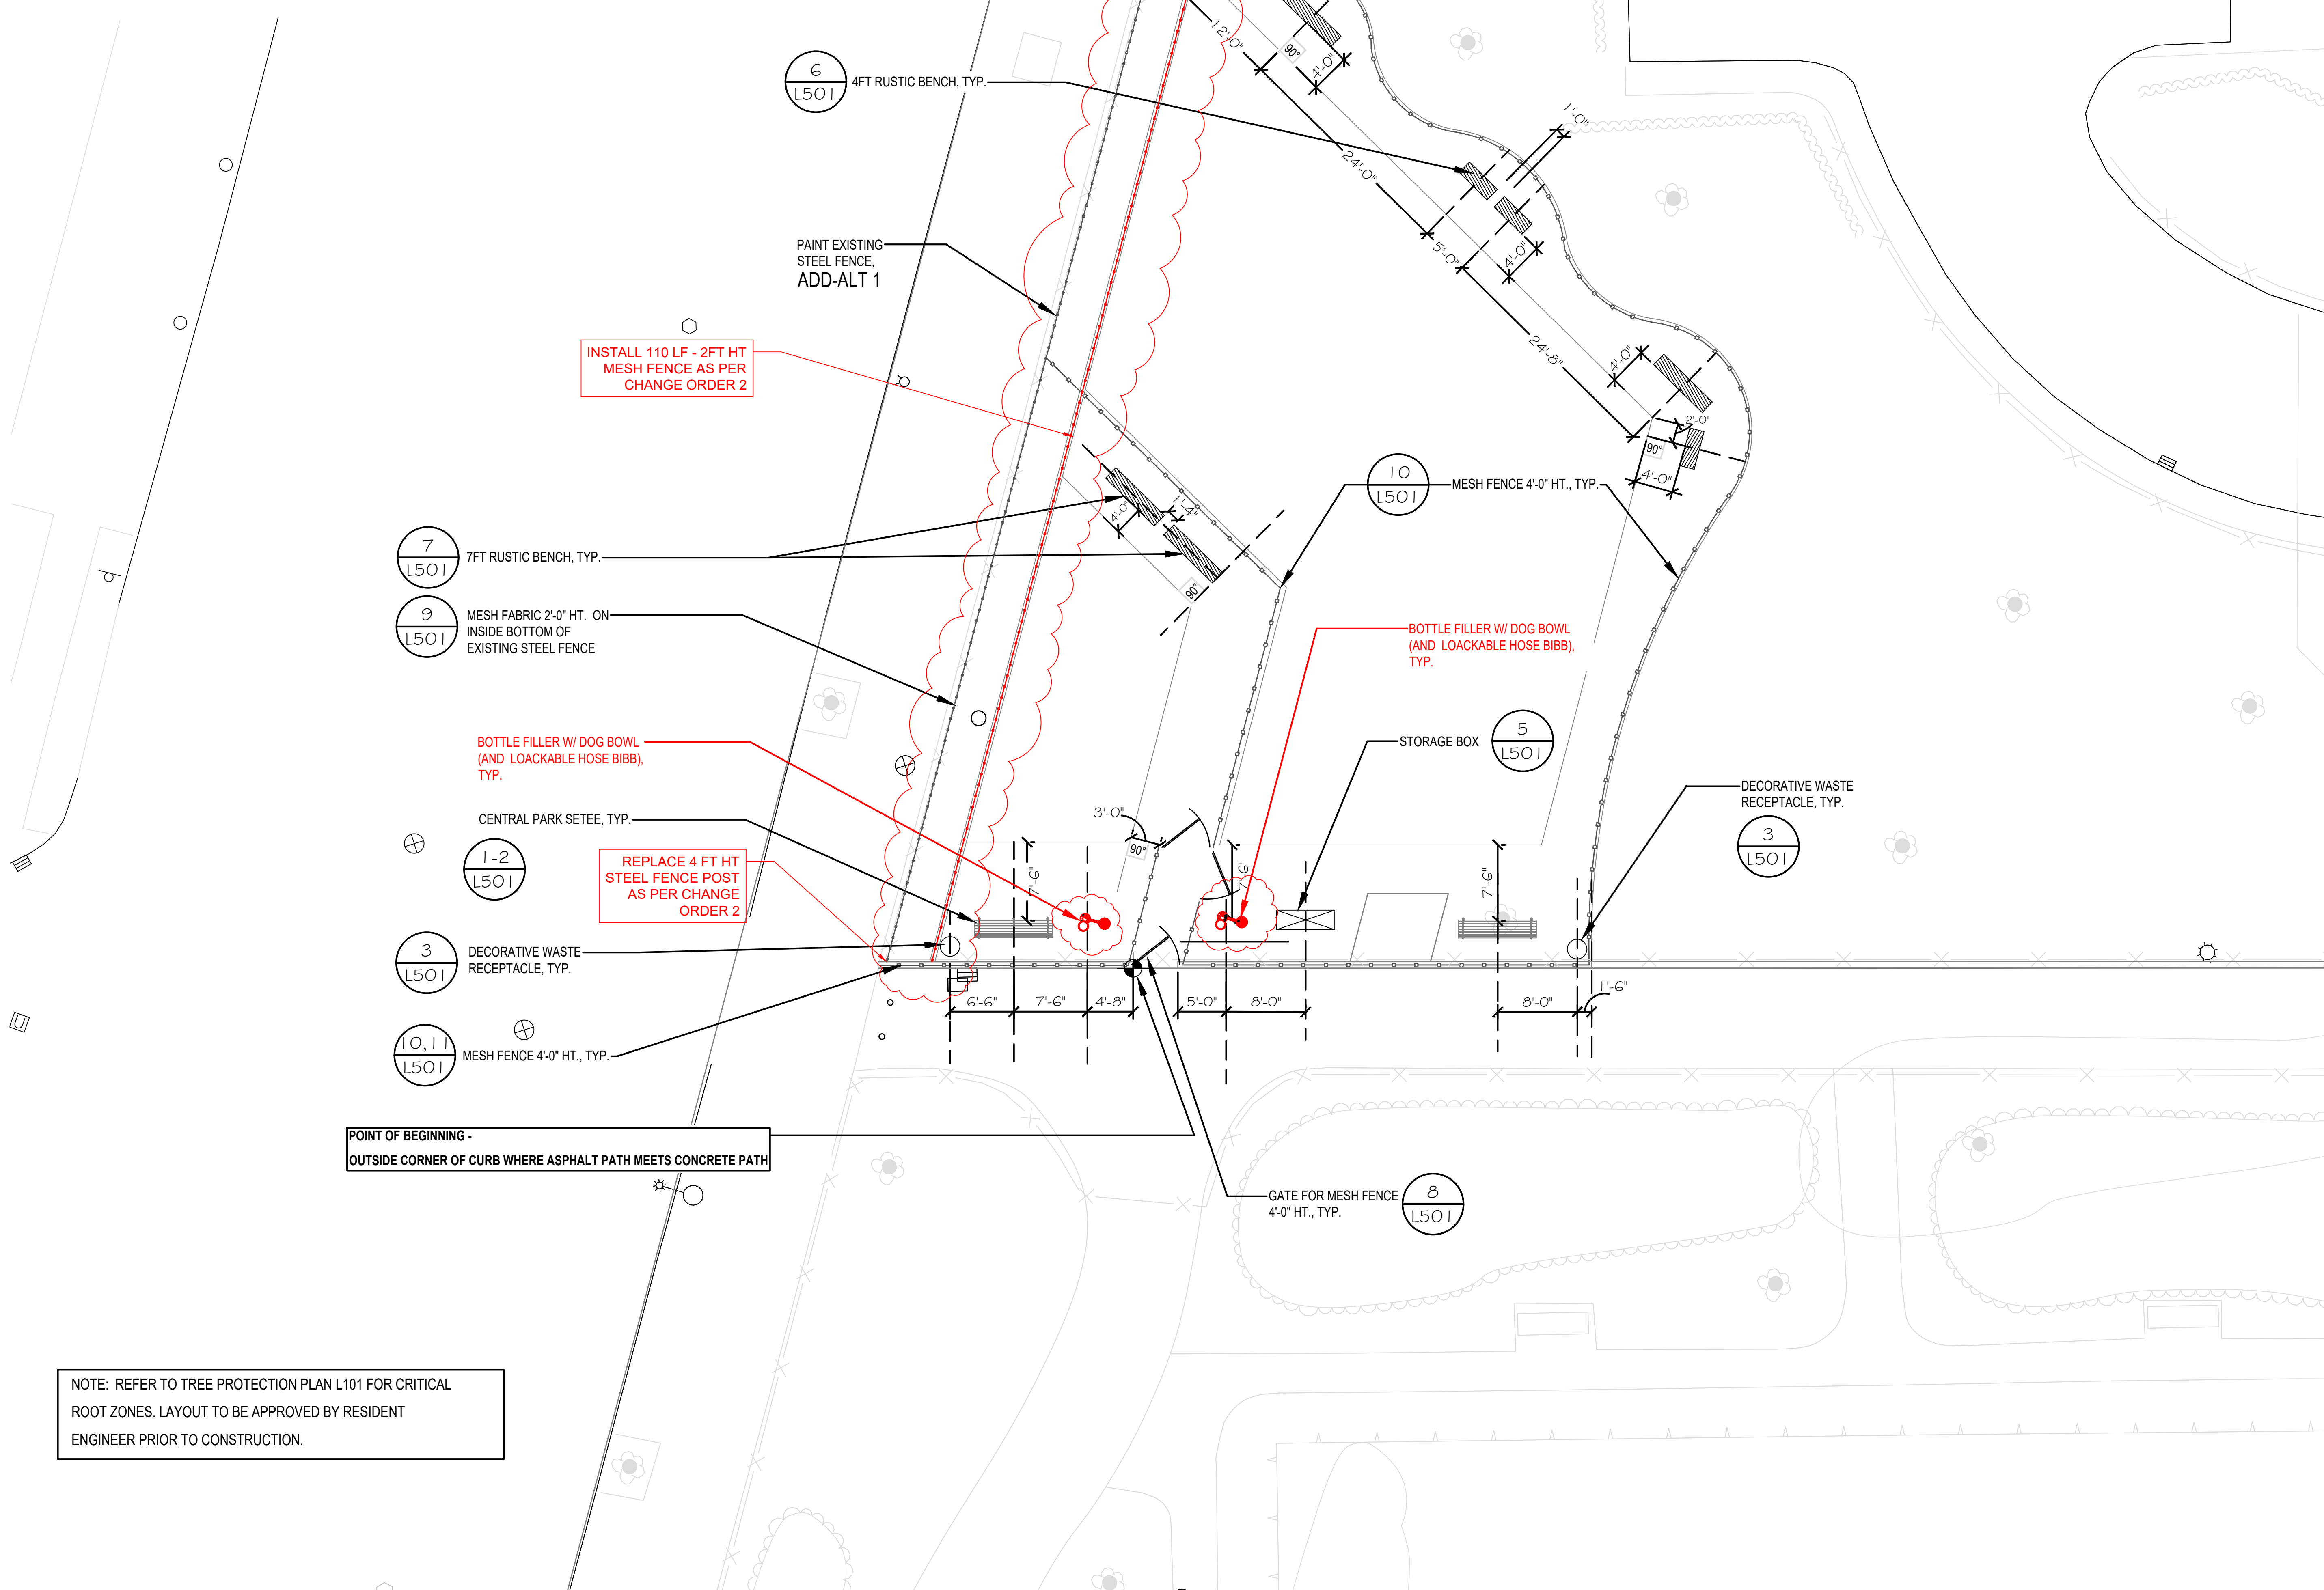 12'-0"
90°
4'-0"
6
L501
4FT RUSTIC BENCH, TYP.
1'-0"
24'-0"
5'-0"
4'-0"
PAINT EXISTING
STEEL FENCE,
ADD-ALT 1
INSTALL 110 LF - 2FT HT
MESH FENCE AS PER
CHANGE ORDER 2
24'-8"
4'-0"
2'-0"
90°
4'-0"
10
L501
MESH FENCE 4'-0" HT., TYP.
4'-0"
1'-4"
90°
7
L501
7FT RUSTIC BENCH, TYP.
9
L501
MESH FABRIC 2'-0" HT.  ON
INSIDE BOTTOM OF
EXISTING STEEL FENCE
BOTTLE FILLER W/ DOG BOWL
(AND  LOACKABLE HOSE BIBB),
TYP.
BOTTLE FILLER W/ DOG BOWL
(AND  LOACKABLE HOSE BIBB),
TYP.
STORAGE BOX
5
L501
DECORATIVE WASTE
RECEPTACLE, TYP.
3
L501
CENTRAL PARK SETEE, TYP.
1-2
L501
REPLACE 4 FT HT
STEEL FENCE POST
AS PER CHANGE
ORDER 2
3'-0"
90°
7'-6"
7'-6"
7'-6"
3
L501
DECORATIVE WASTE
RECEPTACLE, TYP.
6'-6"
7'-6"
4'-8"
5'-0"
8'-0"
8'-0"
1'-6"
10,11
L501
MESH FENCE 4'-0" HT., TYP.
POINT OF BEGINNING -
OUTSIDE CORNER OF CURB WHERE ASPHALT PATH MEETS CONCRETE PATH
GATE FOR MESH FENCE
4'-0" HT., TYP.
8
L501
NOTE:  REFER TO TREE PROTECTION PLAN L101 FOR CRITICAL
ROOT ZONES. LAYOUT TO BE APPROVED BY RESIDENT
ENGINEER PRIOR TO CONSTRUCTION.